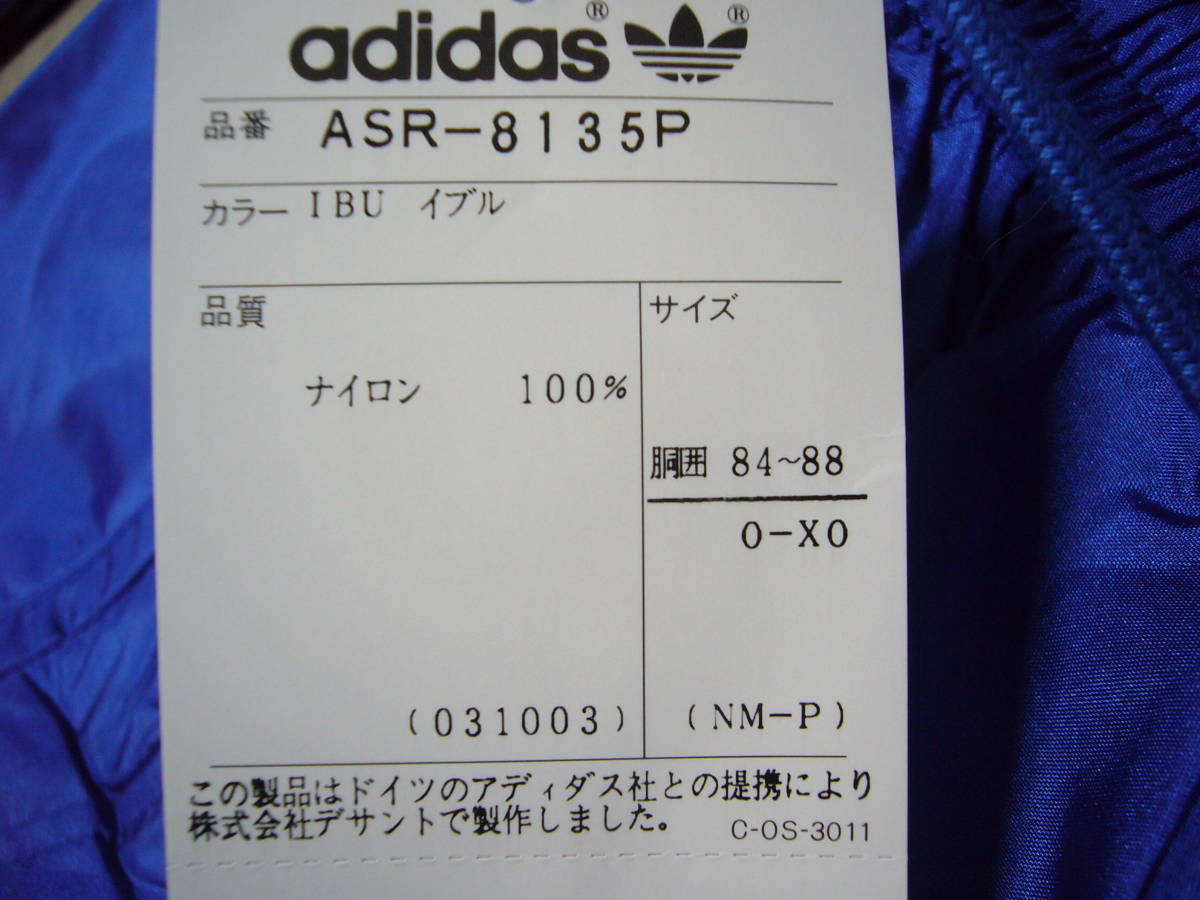 adidas® ®
品番 ASR-8135P
カラー IBU イブル
品質
ナイロン 100%
サイズ
胴囲 84~88
O-XO
(031003)
(NM-P)
この製品はドイツのアディダス社との提携により
株式会社デサントで製作しました。 C-OS-3011